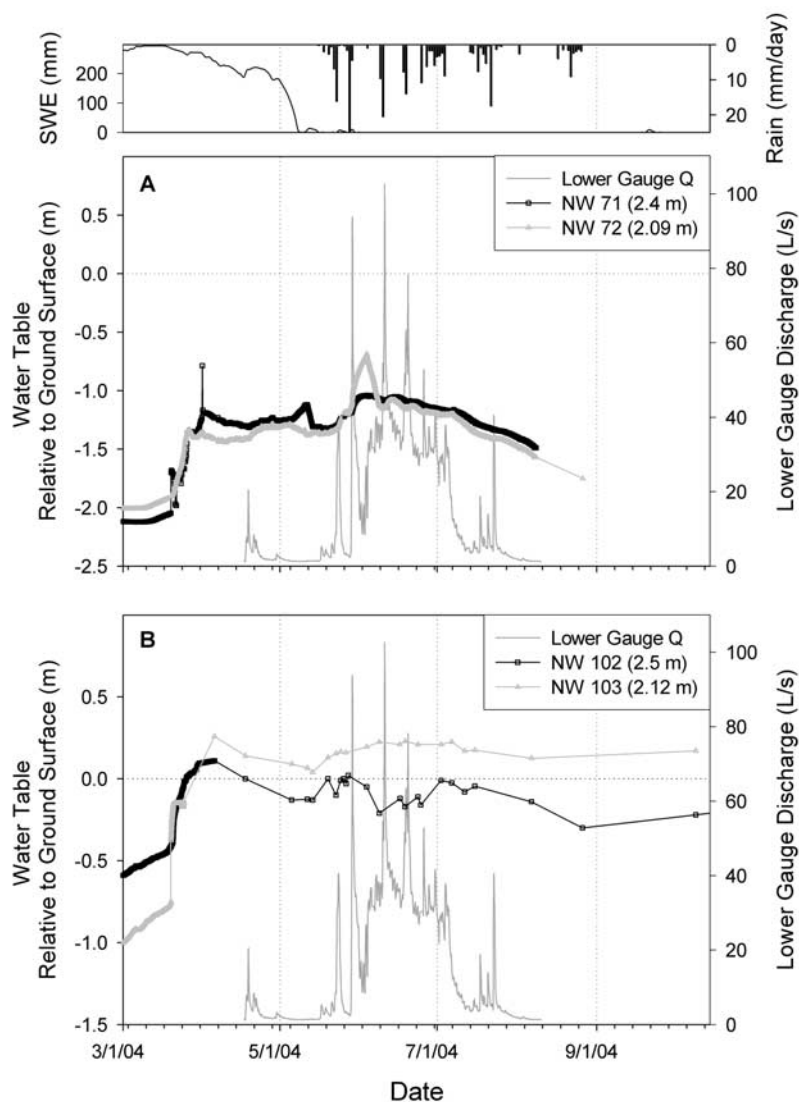 SWE (mm)
200
100
0
0
10
20
Rain (mm/day)
A
Lower Gauge Q
NW 71 (2.4 m)
NW 72 (2.09 m)
Water Table
Relative to Ground Surface (m)
0.5
0.0
-0.5
-1.0
-1.5
-2.0
-2.5
100
80
60
40
20
0
Lower Gauge Discharge (L/s)
B
Lower Gauge Q
NW 102 (2.5 m)
NW 103 (2.12 m)
Water Table
Relative to Ground Surface (m)
0.5
0.0
-0.5
-1.0
-1.5
100
80
60
40
20
0
Lower Gauge Discharge (L/s)
3/1/04 5/1/04 7/1/04 9/1/04
Date